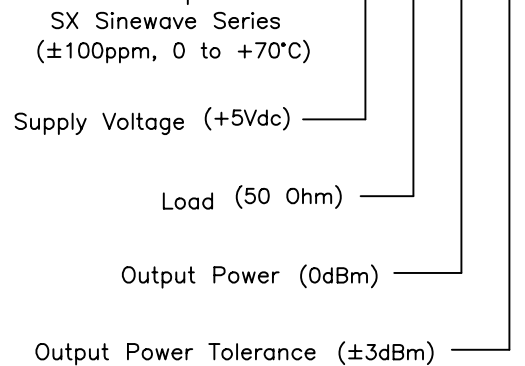 SX Sinewave Series
(±100ppm, 0 to +70°C)
Supply Voltage (+5Vdc)
Load (50 Ohm)
Output Power (0dBm)
Output Power Tolerance (±3dBm)